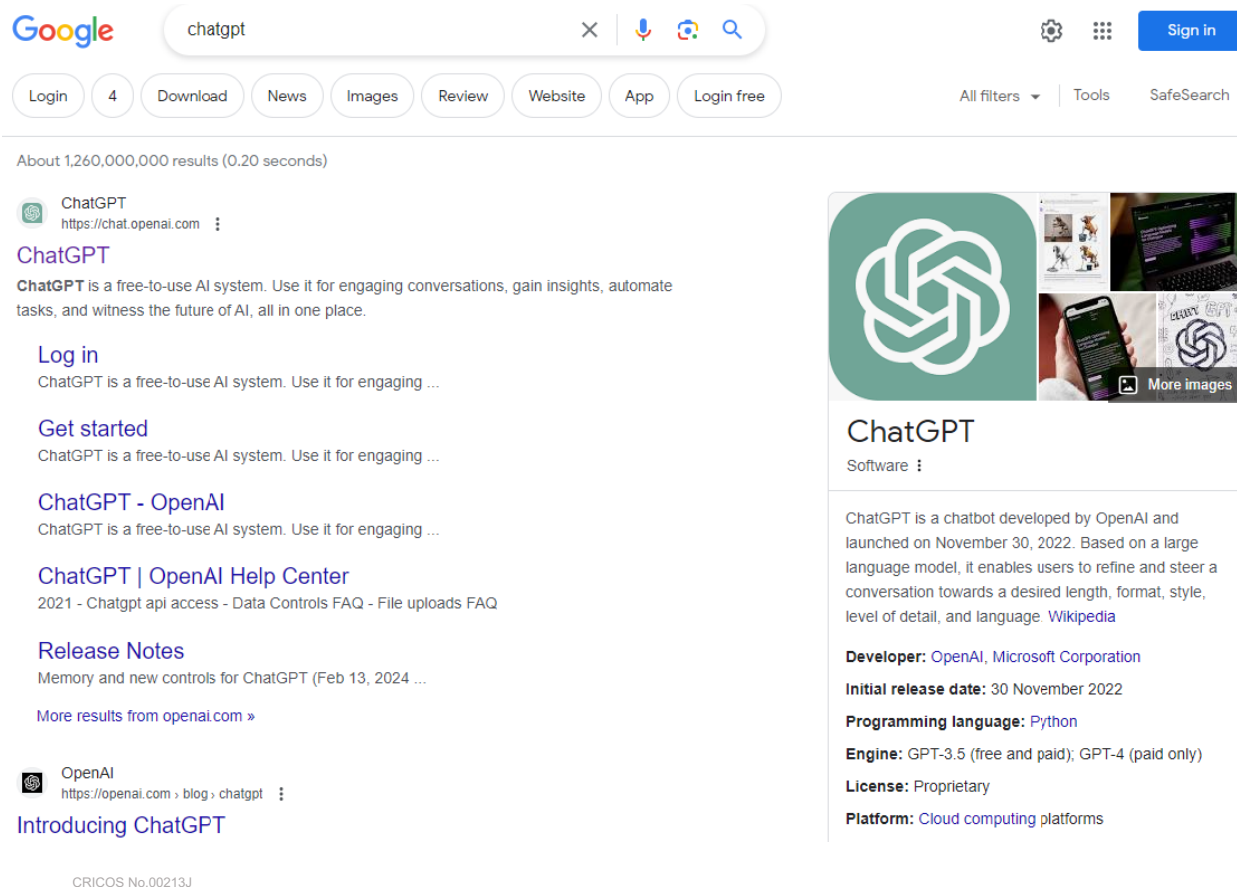 Google
chatgpt
Sign in
Login
4
Download
News
Images
Review
Website
App
Login free
All filters
Tools
SafeSearch
About 1,260,000,000 results (0.20 seconds)
ChatGPT
https://chat.openai.com
ChatGPT
ChatGPT is a free-to-use AI system. Use it for engaging conversations, gain insights, automate
tasks, and witness the future of AI, all in one place.
Log in
ChatGPT is a free-to-use AI system. Use it for engaging ...
Get started
ChatGPT is a free-to-use AI system. Use it for engaging ...
ChatGPT - OpenAI
ChatGPT is a free-to-use AI system. Use it for engaging ...
ChatGPT | OpenAI Help Center
2021 - Chatgpt api access - Data Controls FAQ - File uploads FAQ
Release Notes
Memory and new controls for ChatGPT (Feb 13, 2024 ...
More results from openai.com »
OpenAI
https://openai.com › blog › chatgpt
Introducing ChatGPT
More images
ChatGPT
Software
ChatGPT is a chatbot developed by OpenAI and
launched on November 30, 2022. Based on a large
language model, it enables users to refine and steer a
conversation towards a desired length, format, style,
level of detail, and language. Wikipedia
Developer: OpenAI, Microsoft Corporation
Initial release date: 30 November 2022
Programming language: Python
Engine: GPT-3.5 (free and paid); GPT-4 (paid only)
License: Proprietary
Platform: Cloud computing platforms
CRICOS No.00213J